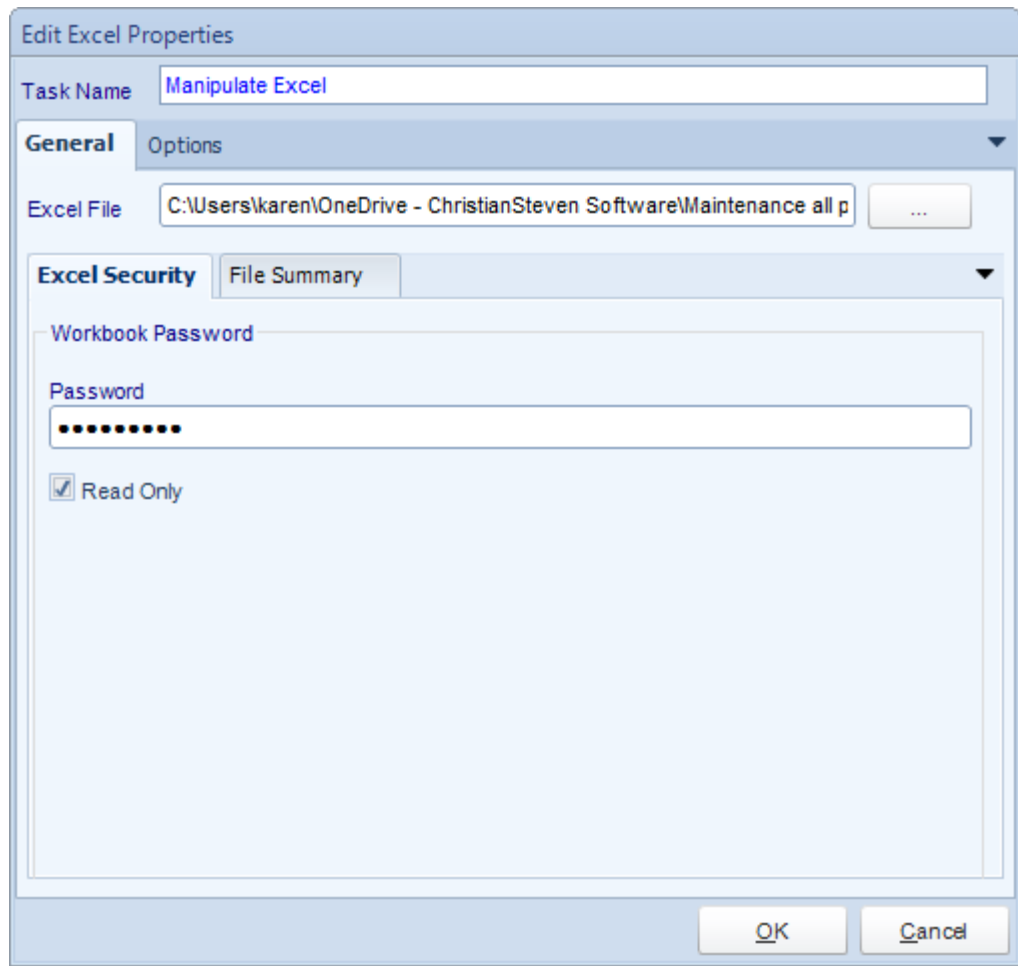 Edit Excel Properties
Task Name Manipulate Excel
General Options
Excel File C:\Users\karen\OneDrive - ChristianSteven Software\Maintenance all p ...
Excel Security File Summary
Workbook Password
Password
•••••••••
Read Only
OK Cancel